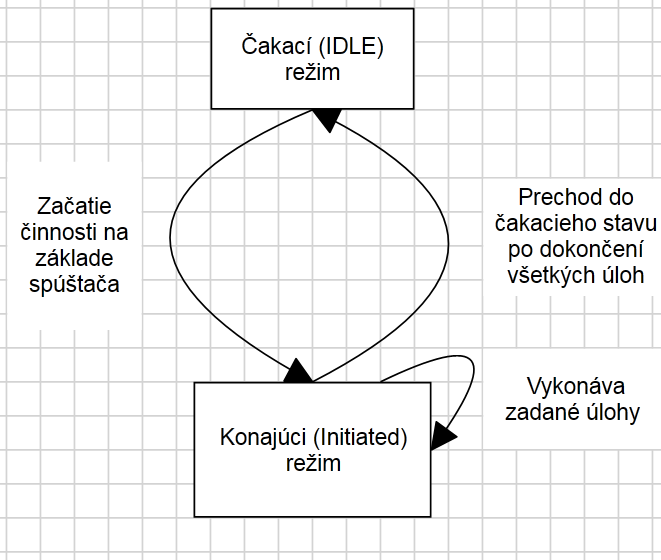 Čakací (IDLE)
režim
Začatie
činnosti na
základe
spúštača
Prechod do
čakacieho stavu
po dokončení
všetkých úloh
Vykonáva
zadané úlohy
Konajúci (Initiated)
režim